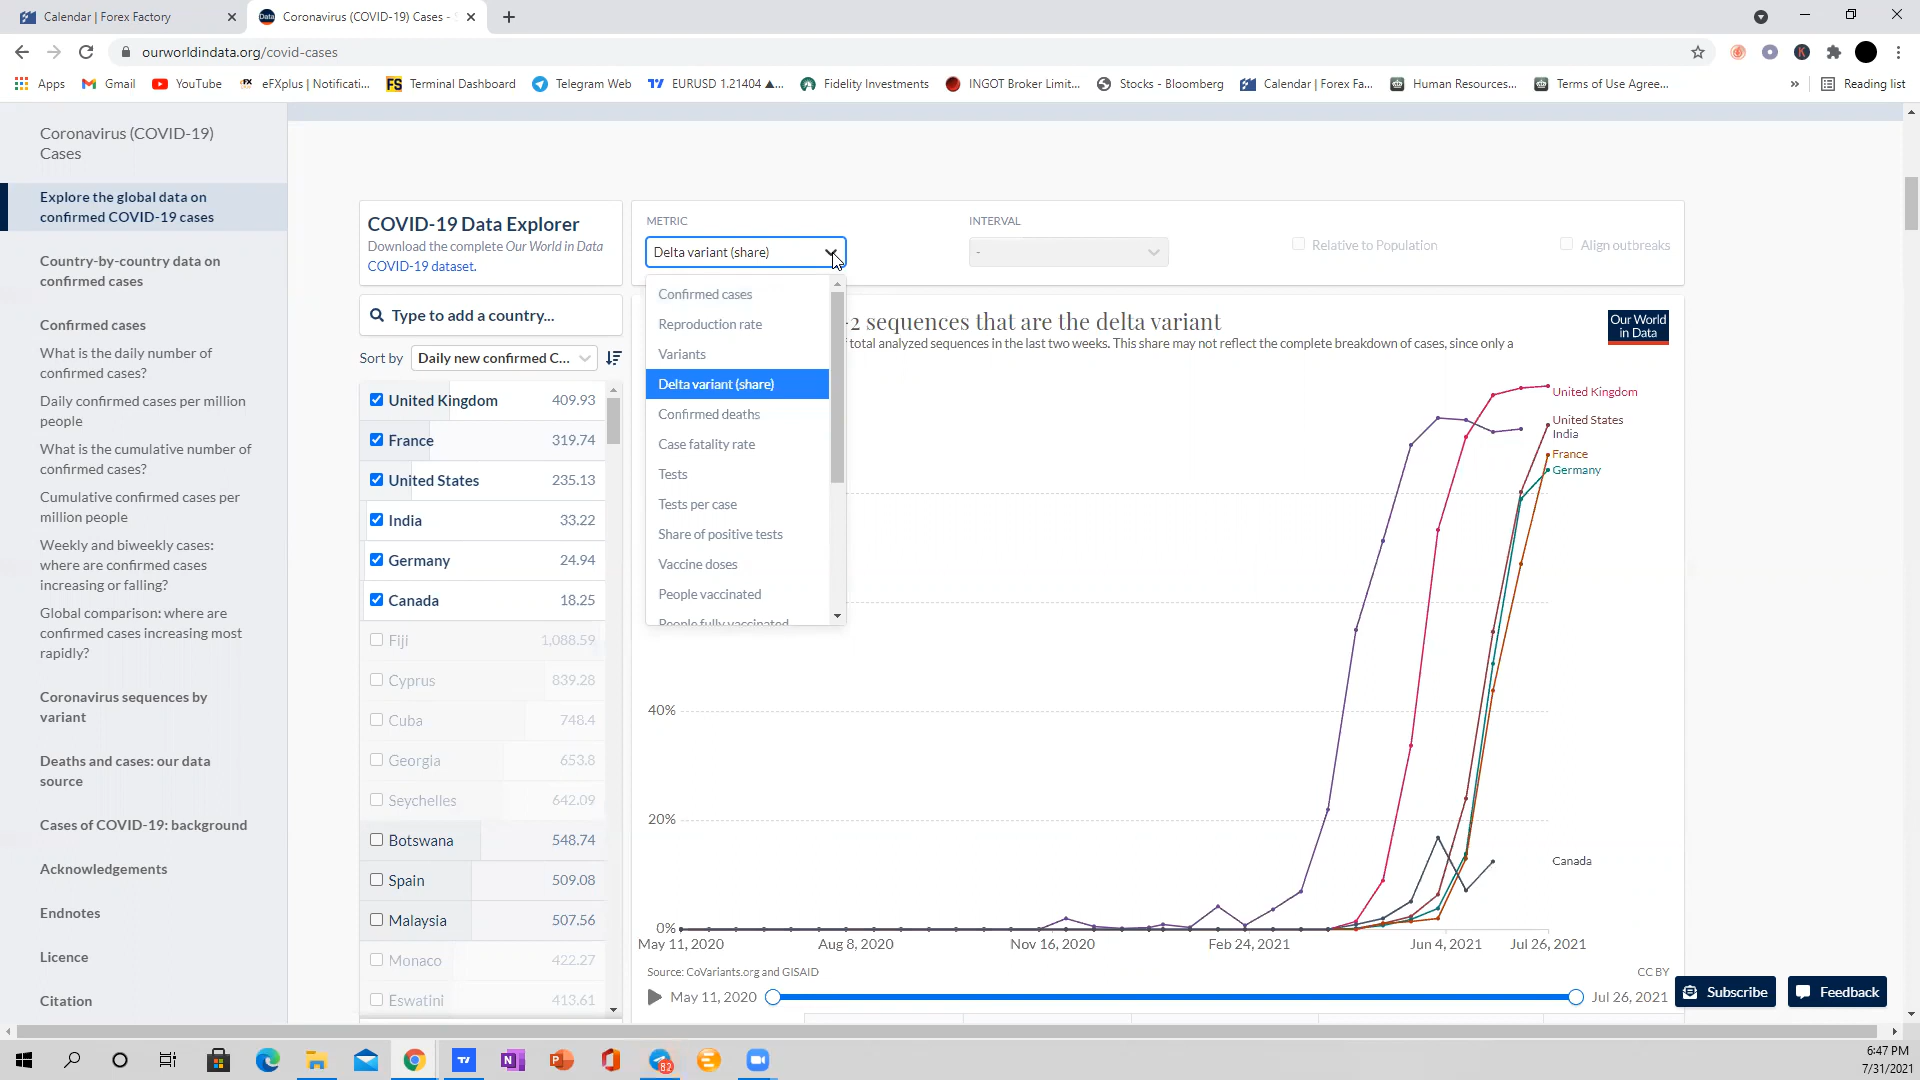 Calendar | Forex Factory
Coronavirus (COVID-19) Cases - S
ourworldindata.org/covid-cases
Apps
Gmail
YouTube
eFXplus | Notificati...
Terminal Dashboard
Telegram Web
EURUSD 1.21404 ▲...
Fidelity Investments
INGOT Broker Limit...
Stocks - Bloomberg
Calendar | Forex Fa...
Human Resources...
Terms of Use Agree...
»
Reading list
Coronavirus (COVID-19)
Cases
Explore the global data on
confirmed COVID-19 cases
Country-by-country data on
confirmed cases
Confirmed cases
What is the daily number of
confirmed cases?
Daily confirmed cases per million
people
What is the cumulative number of
confirmed cases?
Cumulative confirmed cases per
million people
Weekly and biweekly cases:
where are confirmed cases
increasing or falling?
Global comparison: where are
confirmed cases increasing most
rapidly?
Coronavirus sequences by
variant
Deaths and cases: our data
source
Cases of COVID-19: background
Acknowledgements
Endnotes
Licence
Citation
COVID-19 Data Explorer
Download the complete Our World in Data
COVID-19 dataset.
Type to add a country...
Sort by Daily new confirmed C...
United Kingdom 409.93
France 319.74
United States 235.13
India 33.22
Germany 24.94
Canada 18.25
Fiji 1,088.59
Cyprus 839.28
Cuba 748.4
Georgia 653.8
Seychelles 642.09
Botswana 548.74
Spain 509.08
Malaysia 507.56
Monaco 422.27
Eswatini 413.61
METRIC
Delta variant (share)
INTERVAL
-
Relative to Population
Align outbreaks
Confirmed cases
Reproduction rate
Variants
Delta variant (share)
Confirmed deaths
Case fatality rate
Tests
Tests per case
Share of positive tests
Vaccine doses
People vaccinated
People fully vaccinated
-2 sequences that are the delta variant
total analyzed sequences in the last two weeks. This share may not reflect the complete breakdown of cases, since only a
Our World
in Data
United Kingdom
United States
India
France
Germany
Canada
40%
20%
0%
May 11, 2020
Aug 8, 2020
Nov 16, 2020
Feb 24, 2021
Jun 4, 2021
Jul 26, 2021
Source: CoVariants.org and GISAID
CC BY
May 11, 2020
Jul 26, 2021
Subscribe
Feedback
82
6:47 PM
7/31/2021